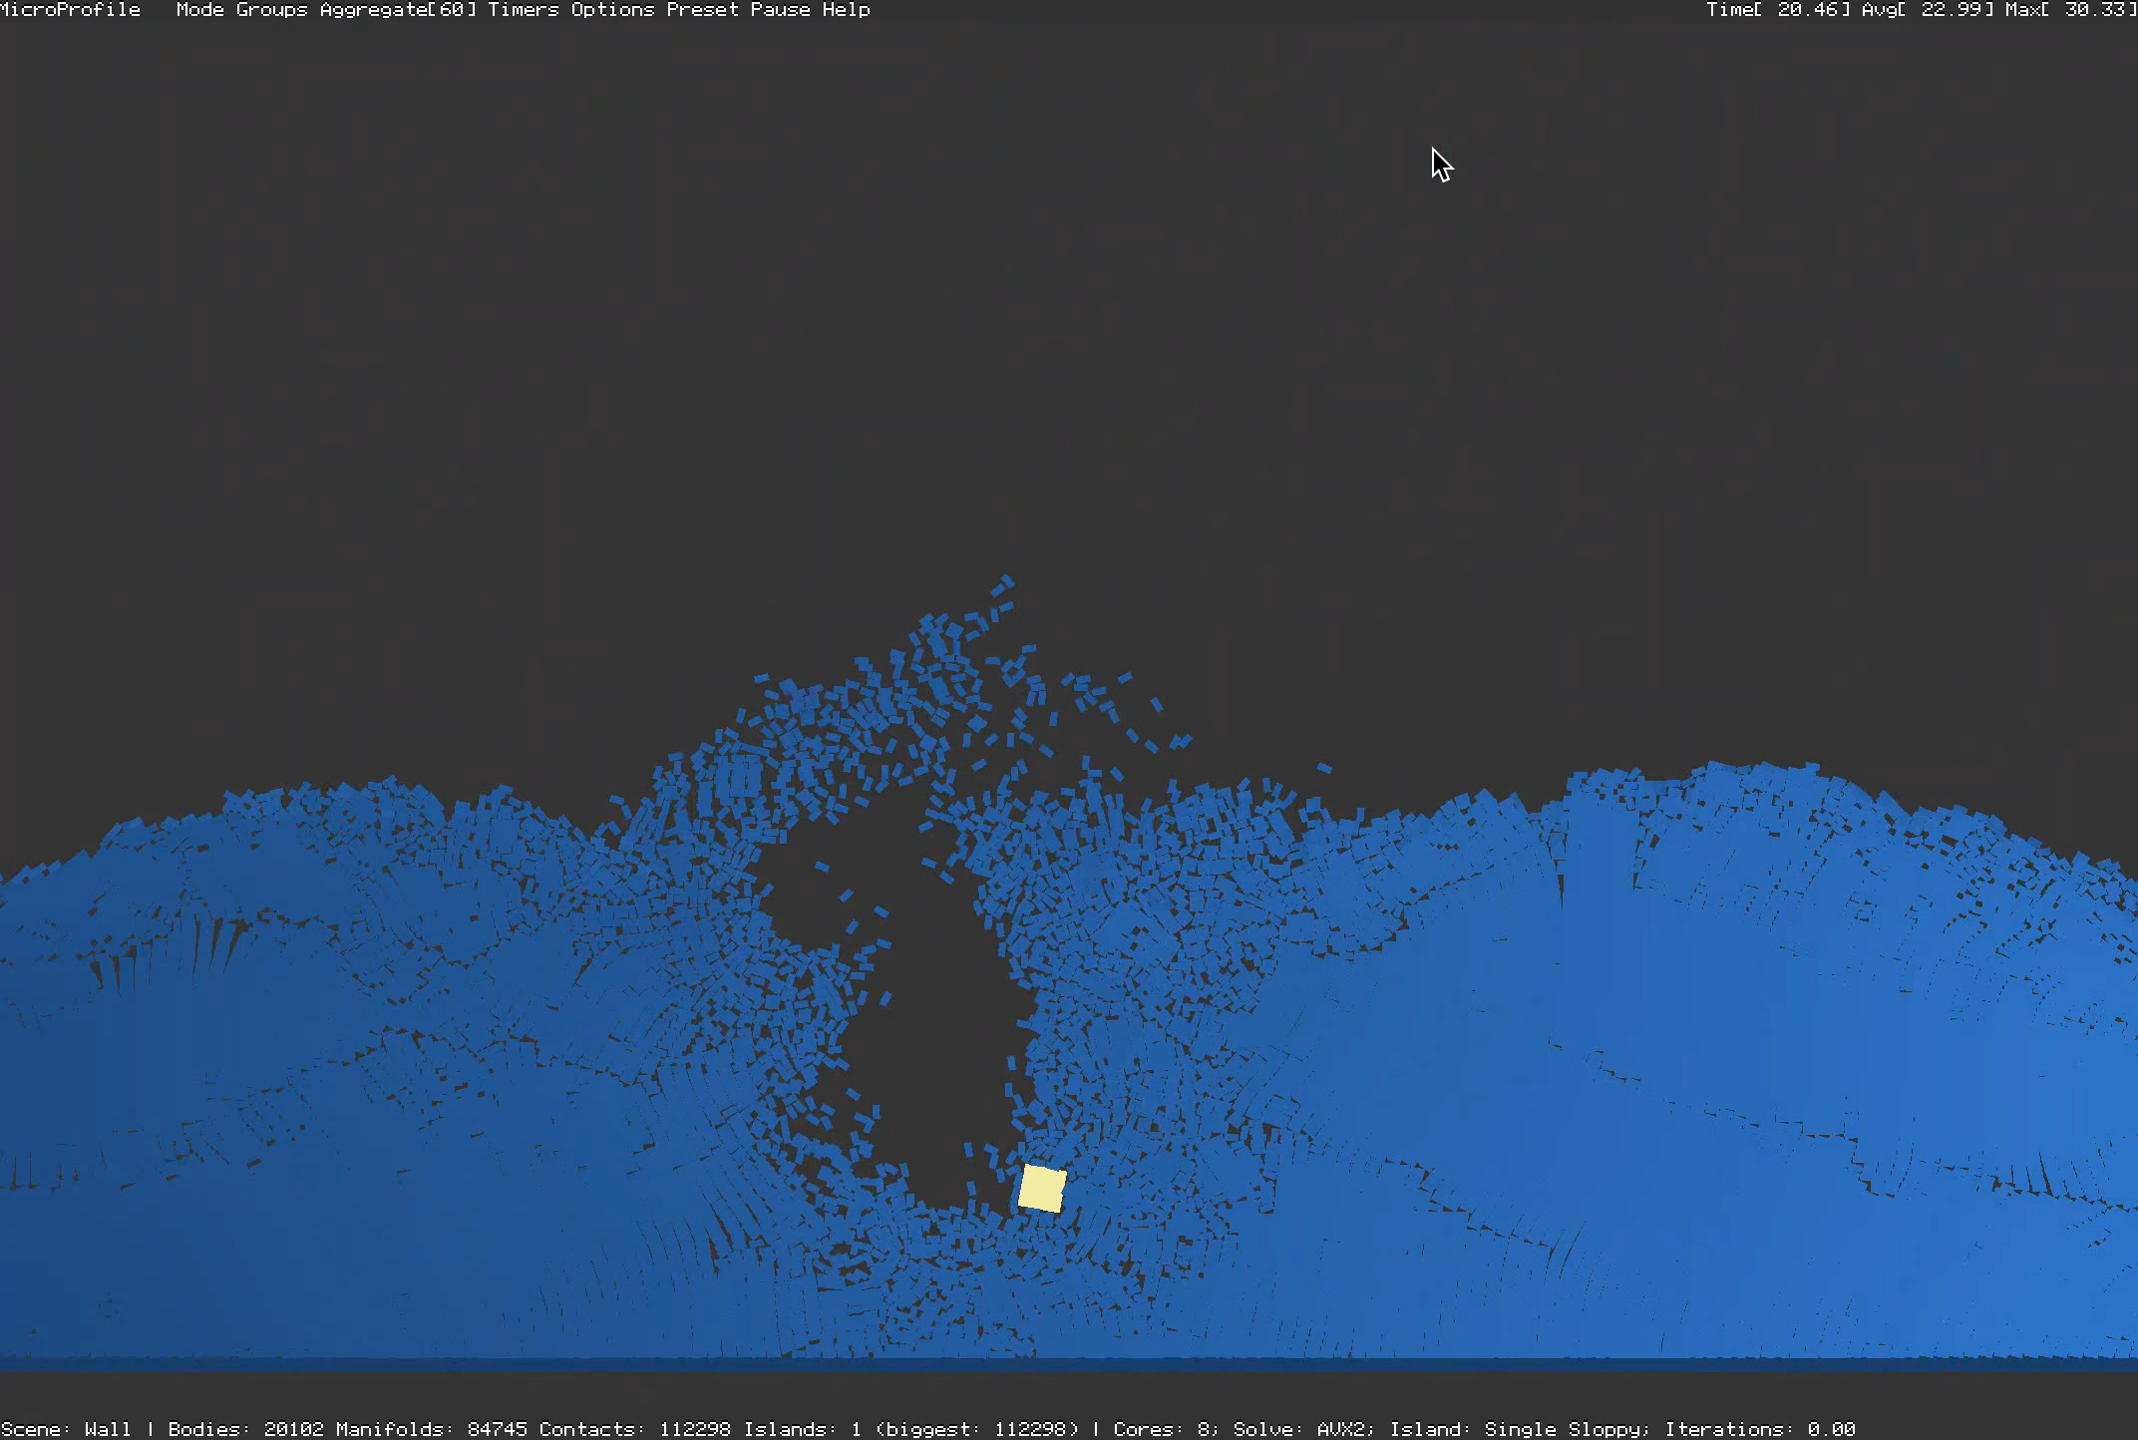 MicroProfile Mode Groups Aggregate[60] Timers Options Preset Pause Help Time[ 20.46] Avg[ 22.99] Max[ 30.33]
Scene: Wall | Bodies: 20102 Manifolds: 84745 Contacts: 112298 Islands: 1 (biggest: 112298) | Cores: 8; Solve: AVX2; Island: Single Sloppy; Iterations: 0.00